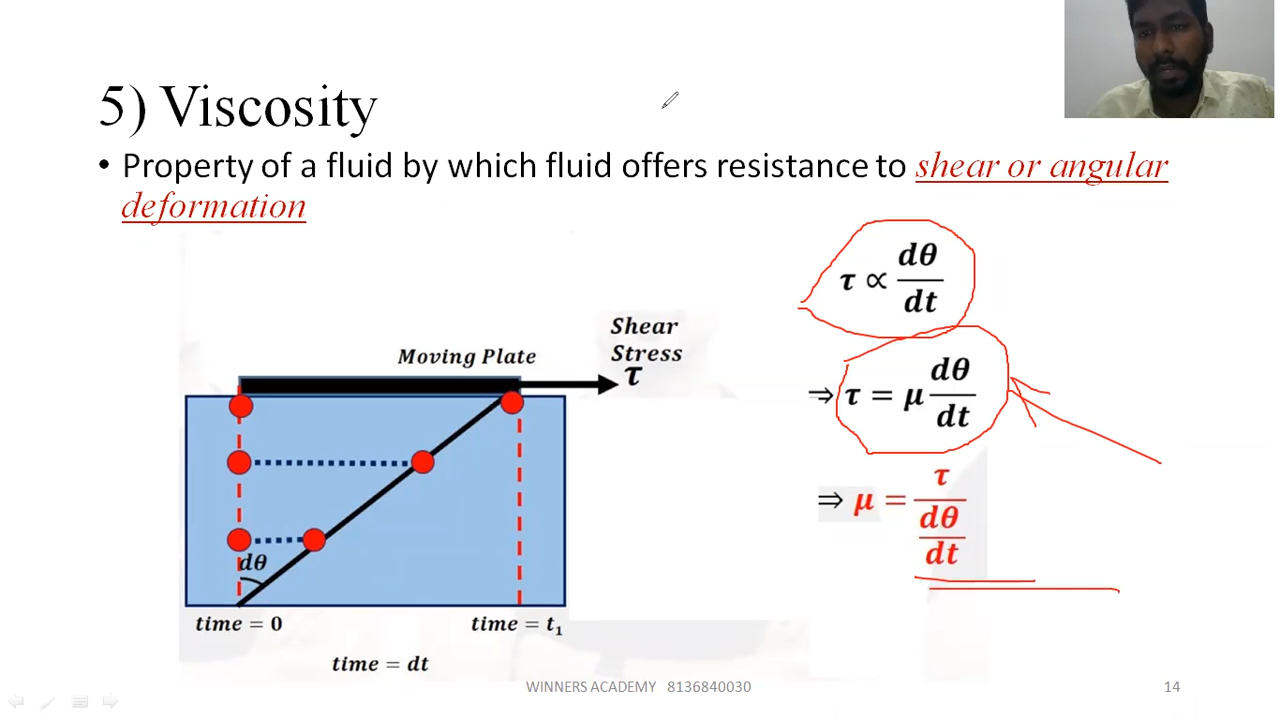 5) Viscosity
• Property of a fluid by which fluid offers resistance to shear or angular
deformation
τ ∝ dθ/dt
Shear
Stress
Moving Plate
τ
⇒ τ = μ dθ/dt
⇒ μ = τ/(dθ/dt)
dθ
time = 0
time = t₁
time = dt
WINNERS ACADEMY 8136840030
14